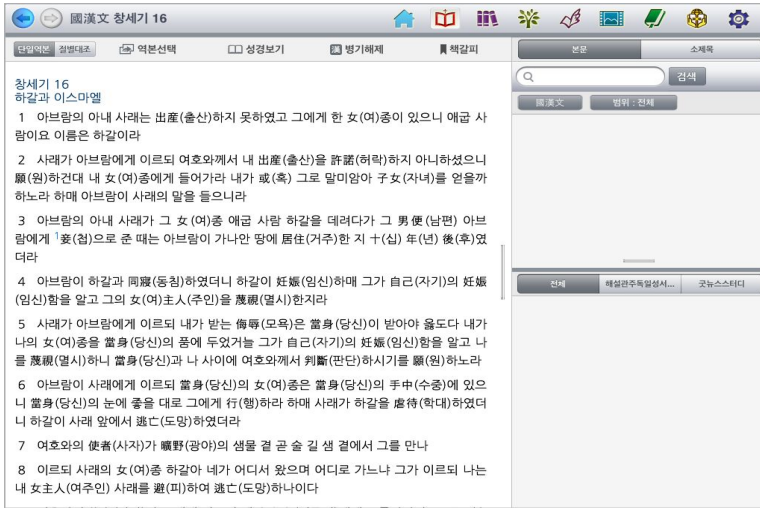 國漢文 창세기 16
단일역본 절별대조 역본선택 성경보기 병기해제 책갈피
본문 소제목
검색
國漢文 범위 : 전체
전체 해설관주독일성서... 굿뉴스스터디
창세기 16
하갈과 이스마엘
1 아브람의 아내 사래는 出産(출산)하지 못하였고 그에게 한 女(여)종이 있으니 애굽 사
람이요 이름은 하갈이라
2 사래가 아브람에게 이르되 여호와께서 내 出産(출산)을 許諾(허락)하지 아니하셨으니
願(원)하건대 내 女(여)종에게 들어가라 내가 或(혹) 그로 말미암아 子女(자녀)를 얻을까
하노라 하매 아브람이 사래의 말을 들으니라
3 아브람의 아내 사래가 그 女(여)종 애굽 사람 하갈을 데려다가 그 男便(남편) 아브
람에게 1妾(첩)으로 준 때는 아브람이 가나안 땅에 居住(거주)한 지 十(십) 年(년) 後(후)였
더라
4 아브람이 하갈과 同寢(동침)하였더니 하갈이 妊娠(임신)하매 그가 自己(자기)의 妊娠
(임신)함을 알고 그의 女(여)主人(주인)을 蔑視(멸시)한지라
5 사래가 아브람에게 이르되 내가 받는 侮辱(모욕)은 當身(당신)이 받아야 옳도다 내가
나의 女(여)종을 當身(당신)의 품에 두었거늘 그가 自己(자기)의 妊娠(임신)함을 알고 나
를 蔑視(멸시)하니 當身(당신)과 나 사이에 여호와께서 判斷(판단)하시기를 願(원)하노라
6 아브람이 사래에게 이르되 當身(당신)의 女(여)종은 當身(당신)의 手中(수중)에 있으
니 當身(당신)의 눈에 좋을 대로 그에게 行(행)하라 하매 사래가 하갈을 虐待(학대)하였더
니 하갈이 사래 앞에서 逃亡(도망)하였더라
7 여호와의 使者(사자)가 曠野(광야)의 샘물 곁 곧 술 길 샘 곁에서 그를 만나
8 이르되 사래의 女(여)종 하갈아 네가 어디서 왔으며 어디로 가느냐 그가 이르되 나는
내 女主人(여주인) 사래를 避(피)하여 逃亡(도망)하나이다